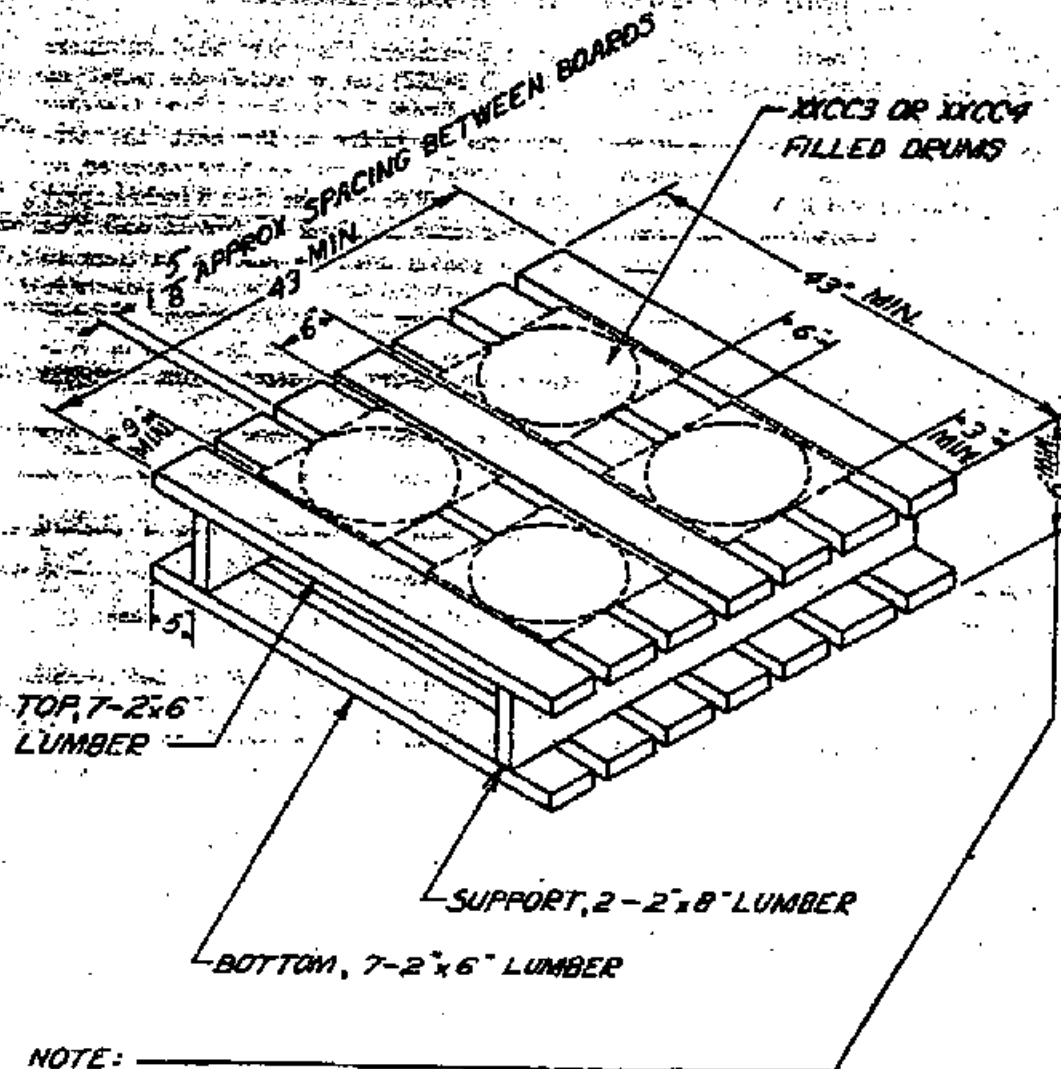 XXCC3 OR XXCC4
FILLED DRUMS
1 5/8 APPROX SPACING BETWEEN BOARDS
43" MIN.
43" MIN.
6"
6"
MIN.
3"
MIN.
5"
TOP, 7-2"x6"
LUMBER
SUPPORT, 2-2"x8" LUMBER
BOTTOM, 7-2"x6" LUMBER
NOTE: